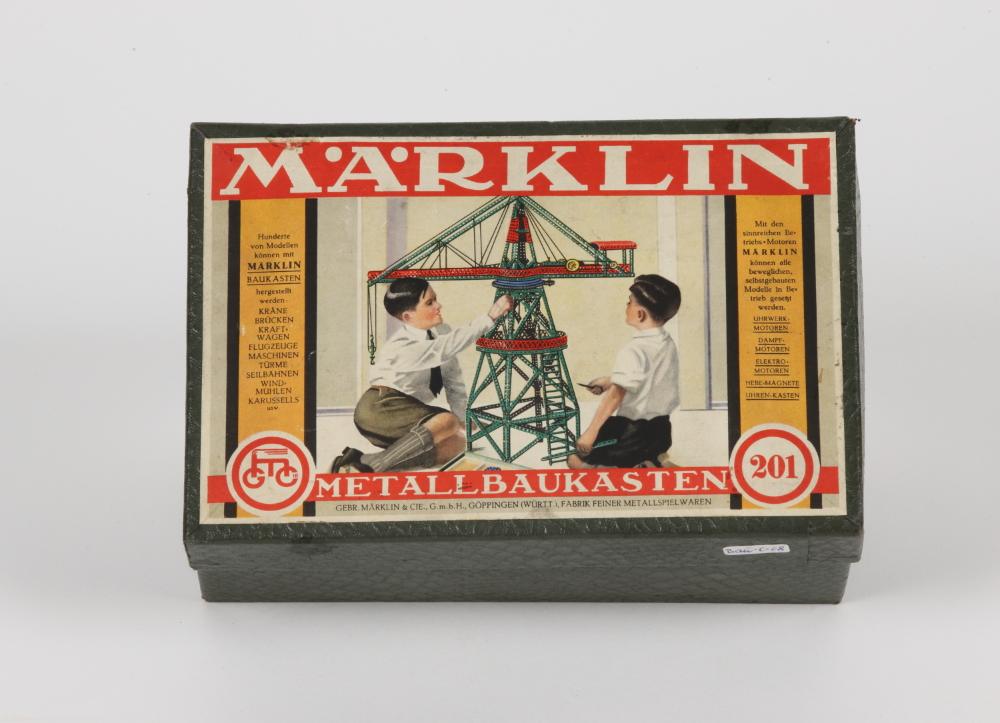 MÄRKLIN
Hunderte
von Modellen
können mit
MÄRKLIN
BAUKASTEN
hergestellt
werden:
KRÄNE
BRÜCKEN
KRAFT-
WAGEN
FLUGZEUGE
MASCHINEN
TÜRME
SEILBAHNEN
WIND-
MÜHLEN
KARUSSELLS
usw
Mit den
sinnreichen Be-
triebs-Motoren
MÄRKLIN
können alle
beweglichen,
selbstgebauten
Modelle in Be-
trieb gesetzt
werden.
UHRWERK-
MOTOREN
DAMPF-
MOTOREN
ELEKTRO-
MOTOREN
HEBE-MAGNETE
UHREN-KASTEN
METALLBAUKASTEN
201
GEBR. MÄRKLIN & CIE., G.m.b.H., GÖPPINGEN (WÜRTT.), FABRIK FEINER METALLSPIELWAREN